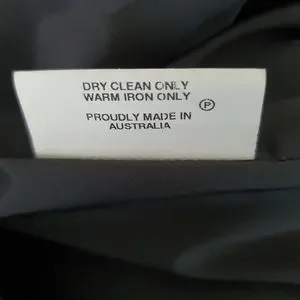 DRY CLEAN ONLY
WARM IRON ONLY
P
PROUDLY MADE IN
AUSTRALIA